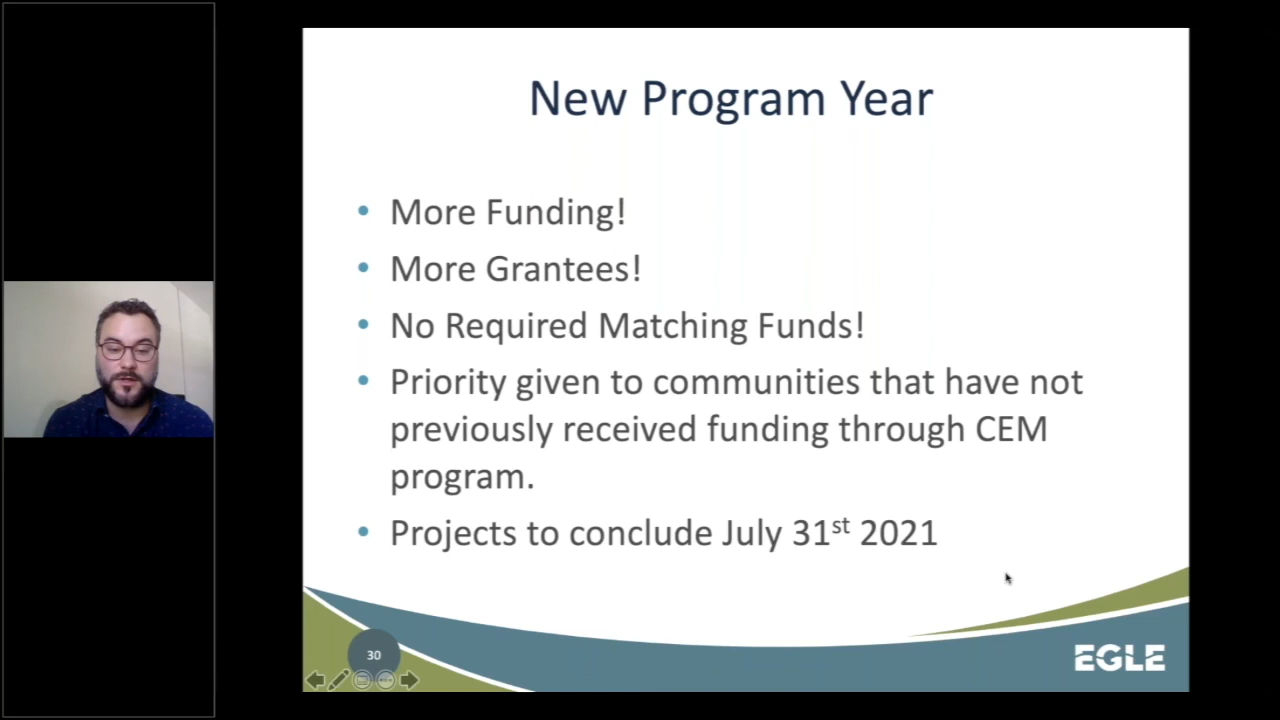 New Program Year
• More Funding!
• More Grantees!
• No Required Matching Funds!
• Priority given to communities that have not
previously received funding through CEM
program.
• Projects to conclude July 31st 2021
30
EGLE